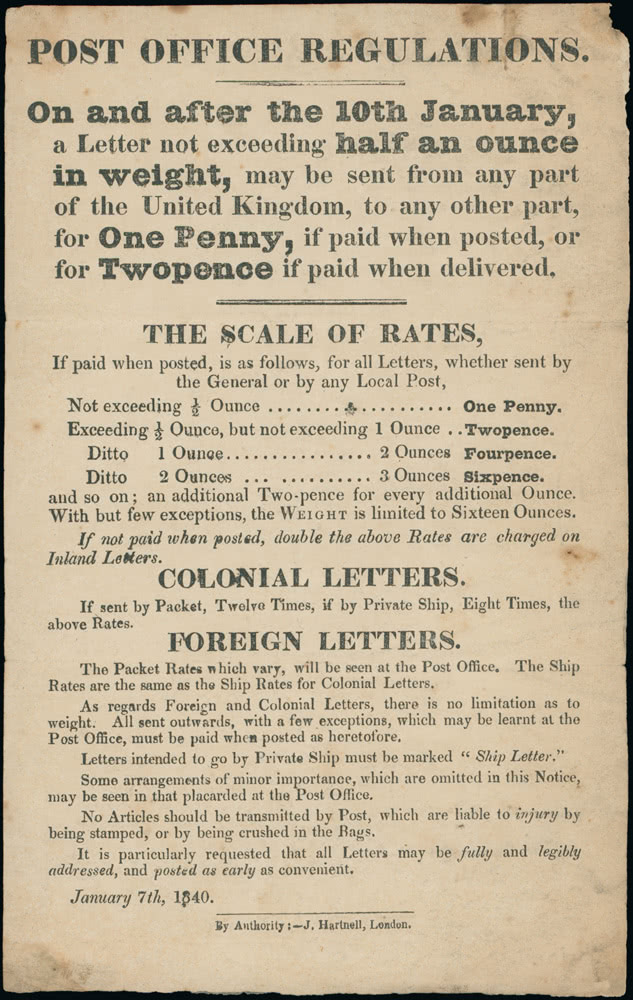 POST OFFICE REGULATIONS.
On and after the 10th January,
a Letter not exceeding half an ounce
in weight, may be sent from any part
of the United Kingdom, to any other part,
for One Penny, if paid when posted, or
for Twopence if paid when delivered.
THE SCALE OF RATES,
If paid when posted, is as follows, for all Letters, whether sent by
the General or by any Local Post,
Not exceeding ½ Ounce .................... One Penny.
Exceeding ½ Ounce, but not exceeding 1 Ounce ..Twopence.
Ditto 1 Ounce................ 2 Ounces Fourpence.
Ditto 2 Ounces ... ........... 3 Ounces Sixpence.
and so on; an additional Two-pence for every additional Ounce.
With but few exceptions, the WEIGHT is limited to Sixteen Ounces.
If not paid when posted, double the above Rates are charged on
Inland Letters.
COLONIAL LETTERS.
If sent by Packet, Twelve Times, if by Private Ship, Eight Times, the
above Rates.
FOREIGN LETTERS.
The Packet Rates which vary, will be seen at the Post Office. The Ship
Rates are the same as the Ship Rates for Colonial Letters.
As regards Foreign and Colonial Letters, there is no limitation as to
weight. All sent outwards, with a few exceptions, which may be learnt at the
Post Office, must be paid when posted as heretofore.
Letters intended to go by Private Ship must be marked “ Ship Letter.”
Some arrangements of minor importance, which are omitted in this Notice,
may be seen in that placarded at the Post Office.
No Articles should be transmitted by Post, which are liable to injury by
being stamped, or by being crushed in the Bags.
It is particularly requested that all Letters may be fully and legibly
addressed, and posted as early as convenient.
January 7th, 1840.
By Authority :—J. Hartnell, London.